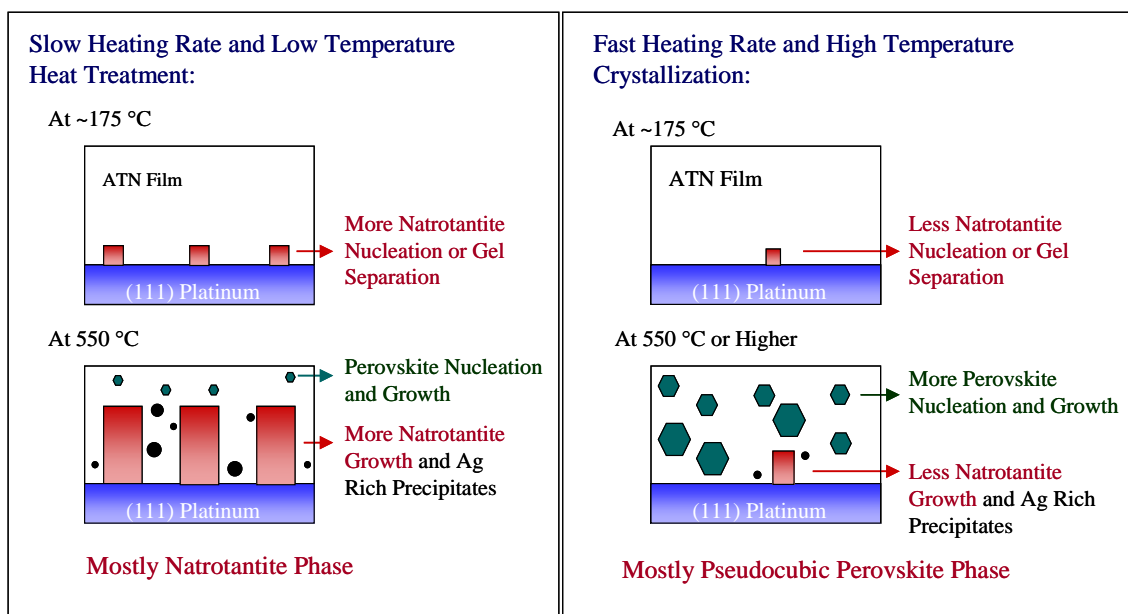 Slow Heating Rate and Low Temperature
Heat Treatment:
At ~175 °C
ATN Film
More Natrotantite
Nucleation or Gel
Separation
(111) Platinum
At 550 °C
Perovskite Nucleation
and Growth
More Natrotantite
Growth and Ag
Rich Precipitates
(111) Platinum
Mostly Natrotantite Phase
Fast Heating Rate and High Temperature
Crystallization:
At ~175 °C
ATN Film
Less Natrotantite
Nucleation or Gel
Separation
(111) Platinum
At 550 °C or Higher
More Perovskite
Nucleation and Growth
Less Natrotantite
Growth and Ag Rich
Precipitates
(111) Platinum
Mostly Pseudocubic Perovskite Phase